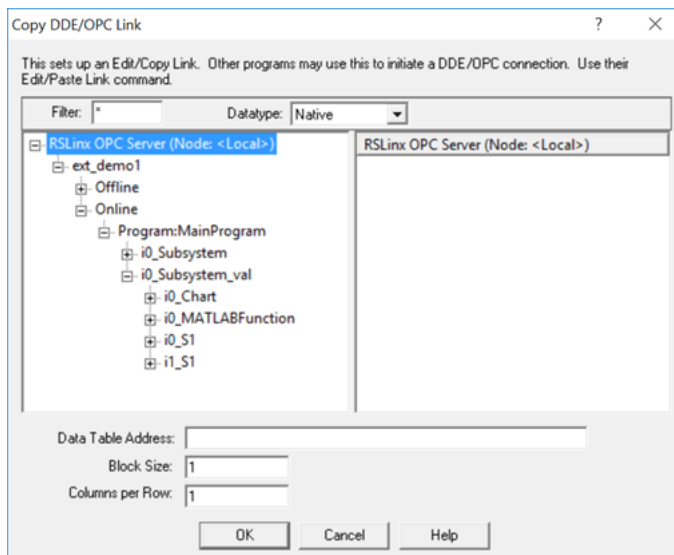 Copy DDE/OPC Link
?
This sets up an Edit/Copy Link. Other programs may use this to initiate a DDE/OPC connection. Use their
Edit/Paste Link command.
Filter: * Datatype: Native
RSLinx OPC Server (Node: <Local>)
RSLinx OPC Server (Node: <Local>)
ext_demo1
Offline
Online
Program:MainProgram
i0_Subsystem
i0_Subsystem_val
i0_Chart
i0_MATLABFunction
i0_S1
i1_S1
Data Table Address:
Block Size: 1
Columns per Row: 1
OK Cancel Help